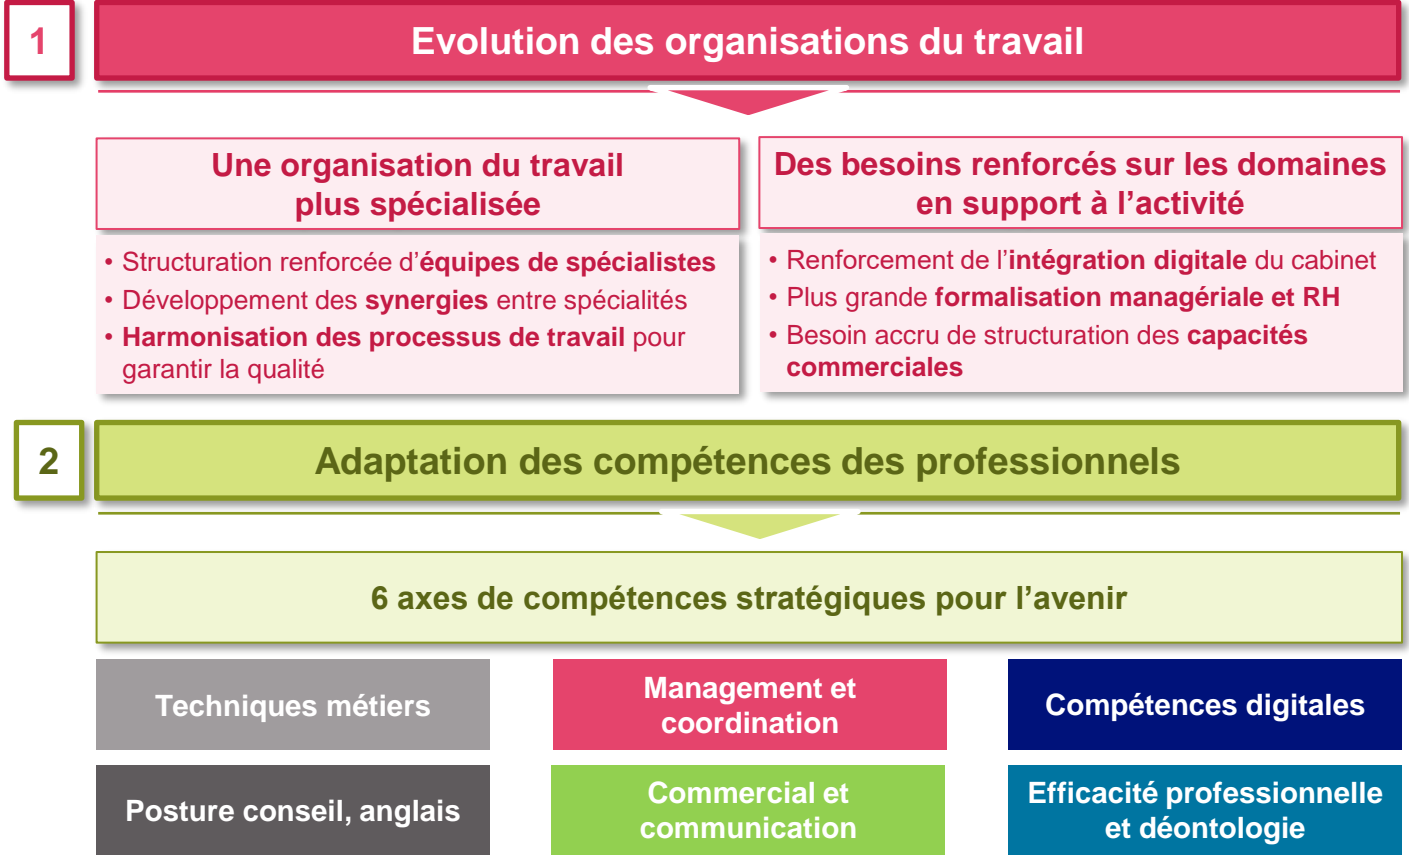 1
Evolution des organisations du travail
Une organisation du travail
plus spécialisée
• Structuration renforcée d’équipes de spécialistes
• Développement des synergies entre spécialités
• Harmonisation des processus de travail pour
garantir la qualité
Des besoins renforcés sur les domaines
en support à l’activité
• Renforcement de l’intégration digitale du cabinet
• Plus grande formalisation managériale et RH
• Besoin accru de structuration des capacités
commerciales
2
Adaptation des compétences des professionnels
6 axes de compétences stratégiques pour l’avenir
Techniques métiers
Management et
coordination
Compétences digitales
Posture conseil, anglais
Commercial et
communication
Efficacité professionnelle
et déontologie